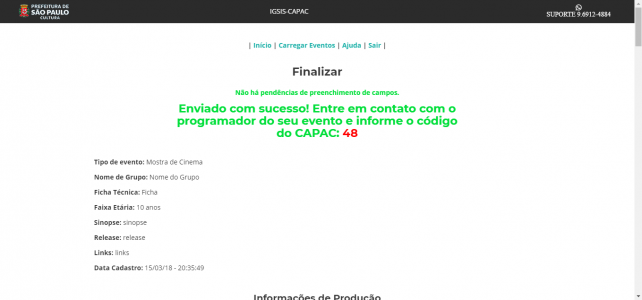 PREFEITURA DE
SÃO PAULO
CULTURA
IGSIS-CAPAC
SUPORTE 9.6912-4884
| Início | Carregar Eventos | Ajuda | Sair |
Finalizar
Não há pendências de preenchimento de campos.
Enviado com sucesso! Entre em contato com o
programador do seu evento e informe o código
do CAPAC: 48
Tipo de evento: Mostra de Cinema
Nome de Grupo: Nome do Grupo
Ficha Técnica: Ficha
Faixa Etária: 10 anos
Sinopse: sinopse
Release: release
Links: links
Data Cadastro: 15/03/18 - 20:35:49
Informações de Produção